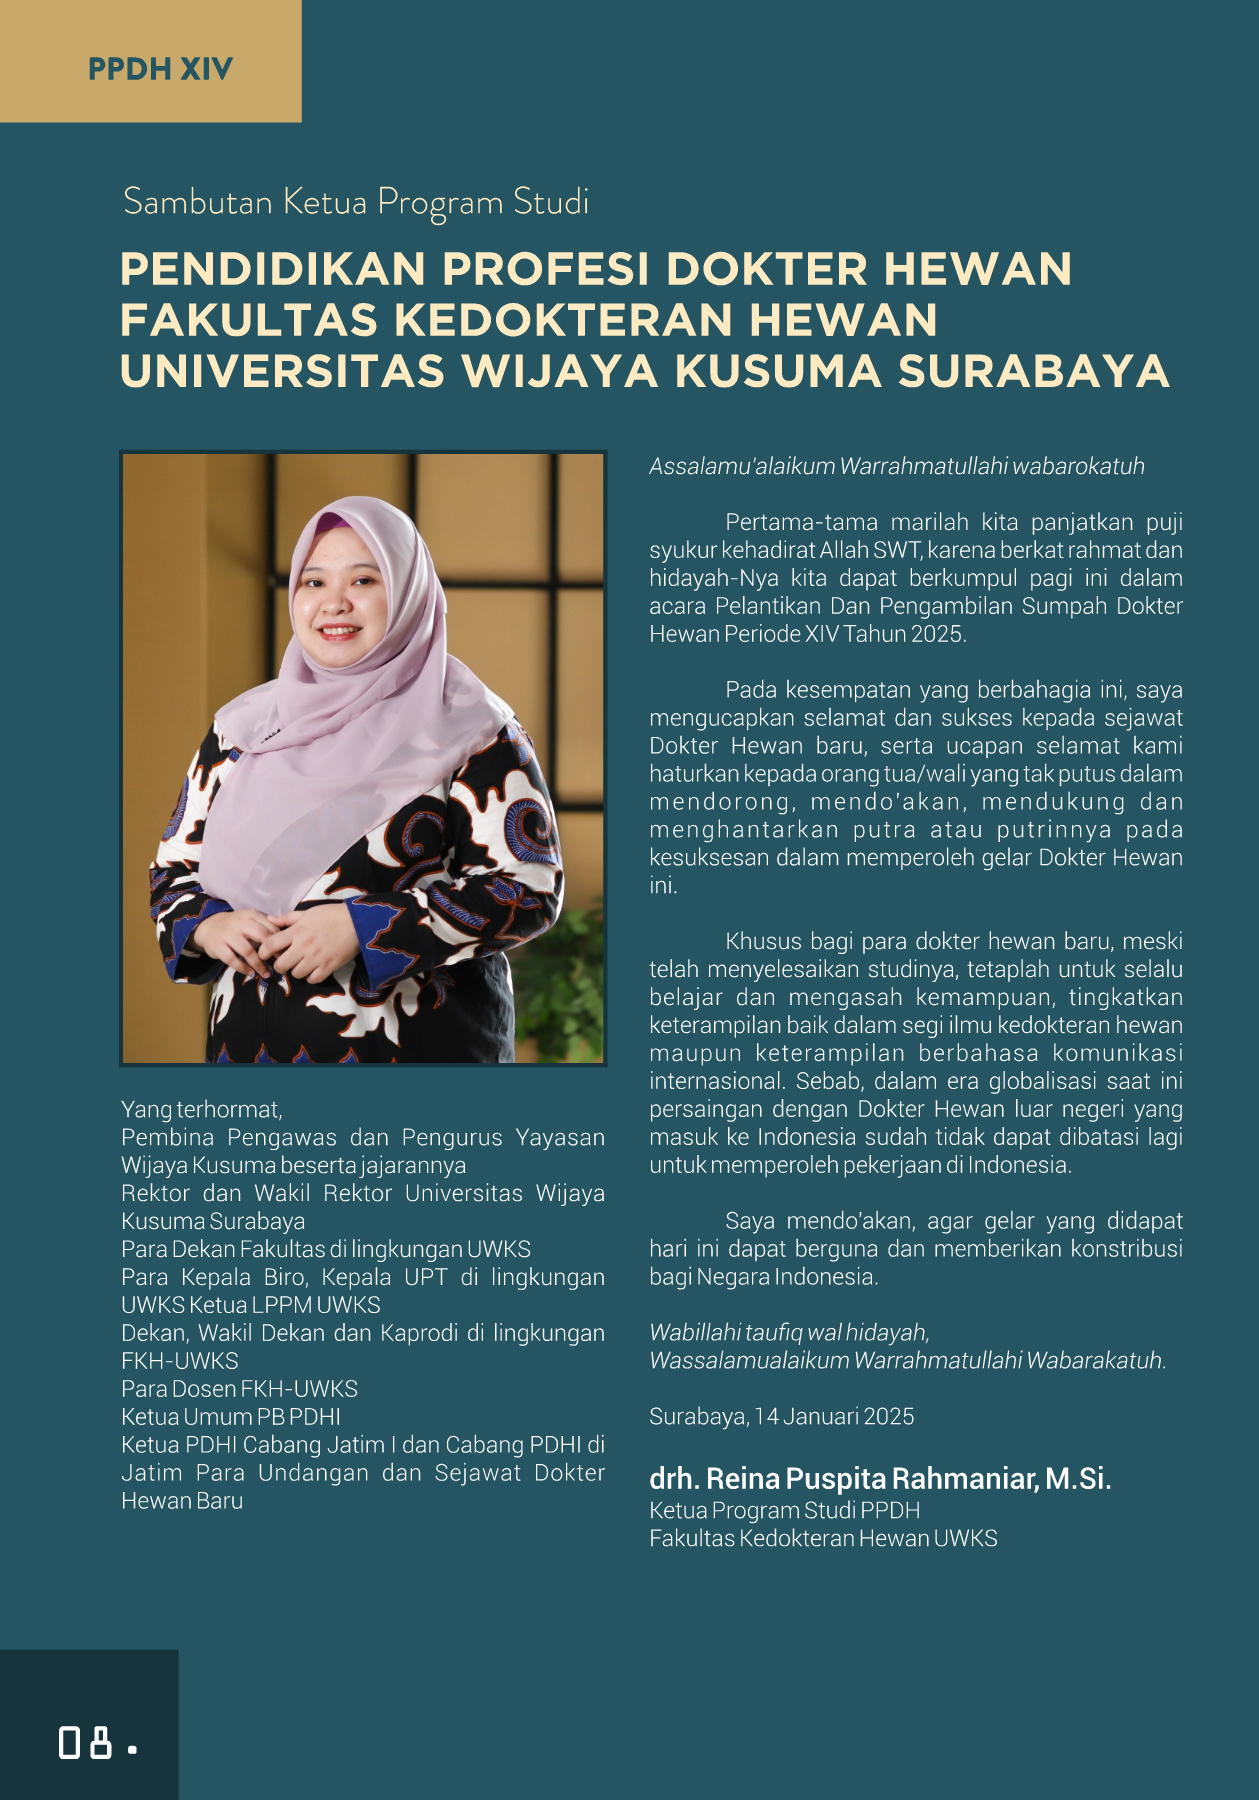 PPDH XIV
Sambutan Ketua Program Studi
PENDIDIKAN PROFESI DOKTER HEWAN
FAKULTAS KEDOKTERAN HEWAN
UNIVERSITAS WIJAYA KUSUMA SURABAYA
Yang terhormat,
Pembina Pengawas dan Pengurus Yayasan
Wijaya Kusuma beserta jajarannya
Rektor dan Wakil Rektor Universitas Wijaya
Kusuma Surabaya
Para Dekan Fakultas di lingkungan UWKS
Para Kepala Biro, Kepala UPT di lingkungan
UWKS Ketua LPPM UWKS
Dekan, Wakil Dekan dan Kaprodi di lingkungan
FKH-UWKS
Para Dosen FKH-UWKS
Ketua Umum PB PDHI
Ketua PDHI Cabang Jatim I dan Cabang PDHI di
Jatim Para Undangan dan Sejawat Dokter
Hewan Baru
Assalamu'alaikum Warrahmatullahi wabarokatuh
Pertama-tama marilah kita panjatkan puji
syukur kehadirat Allah SWT, karena berkat rahmat dan
hidayah-Nya kita dapat berkumpul pagi ini dalam
acara Pelantikan Dan Pengambilan Sumpah Dokter
Hewan Periode XIV Tahun 2025.
Pada kesempatan yang berbahagia ini, saya
mengucapkan selamat dan sukses kepada sejawat
Dokter Hewan baru, serta ucapan selamat kami
haturkan kepada orang tua/wali yang tak putus dalam
mendorong, mendo'akan, mendukung dan
menghantarkan putra atau putrinnya pada
kesuksesan dalam memperoleh gelar Dokter Hewan
ini.
Khusus bagi para dokter hewan baru, meski
telah menyelesaikan studinya, tetaplah untuk selalu
belajar dan mengasah kemampuan, tingkatkan
keterampilan baik dalam segi ilmu kedokteran hewan
maupun keterampilan berbahasa komunikasi
internasional. Sebab, dalam era globalisasi saat ini
persaingan dengan Dokter Hewan luar negeri yang
masuk ke Indonesia sudah tidak dapat dibatasi lagi
untuk memperoleh pekerjaan di Indonesia.
Saya mendo'akan, agar gelar yang didapat
hari ini dapat berguna dan memberikan konstribusi
bagi Negara Indonesia.
Wabillahi taufiq wal hidayah,
Wassalamualaikum Warrahmatullahi Wabarakatuh.
Surabaya, 14 Januari 2025
drh. Reina Puspita Rahmaniar, M.Si.
Ketua Program Studi PPDH
Fakultas Kedokteran Hewan UWKS
08.